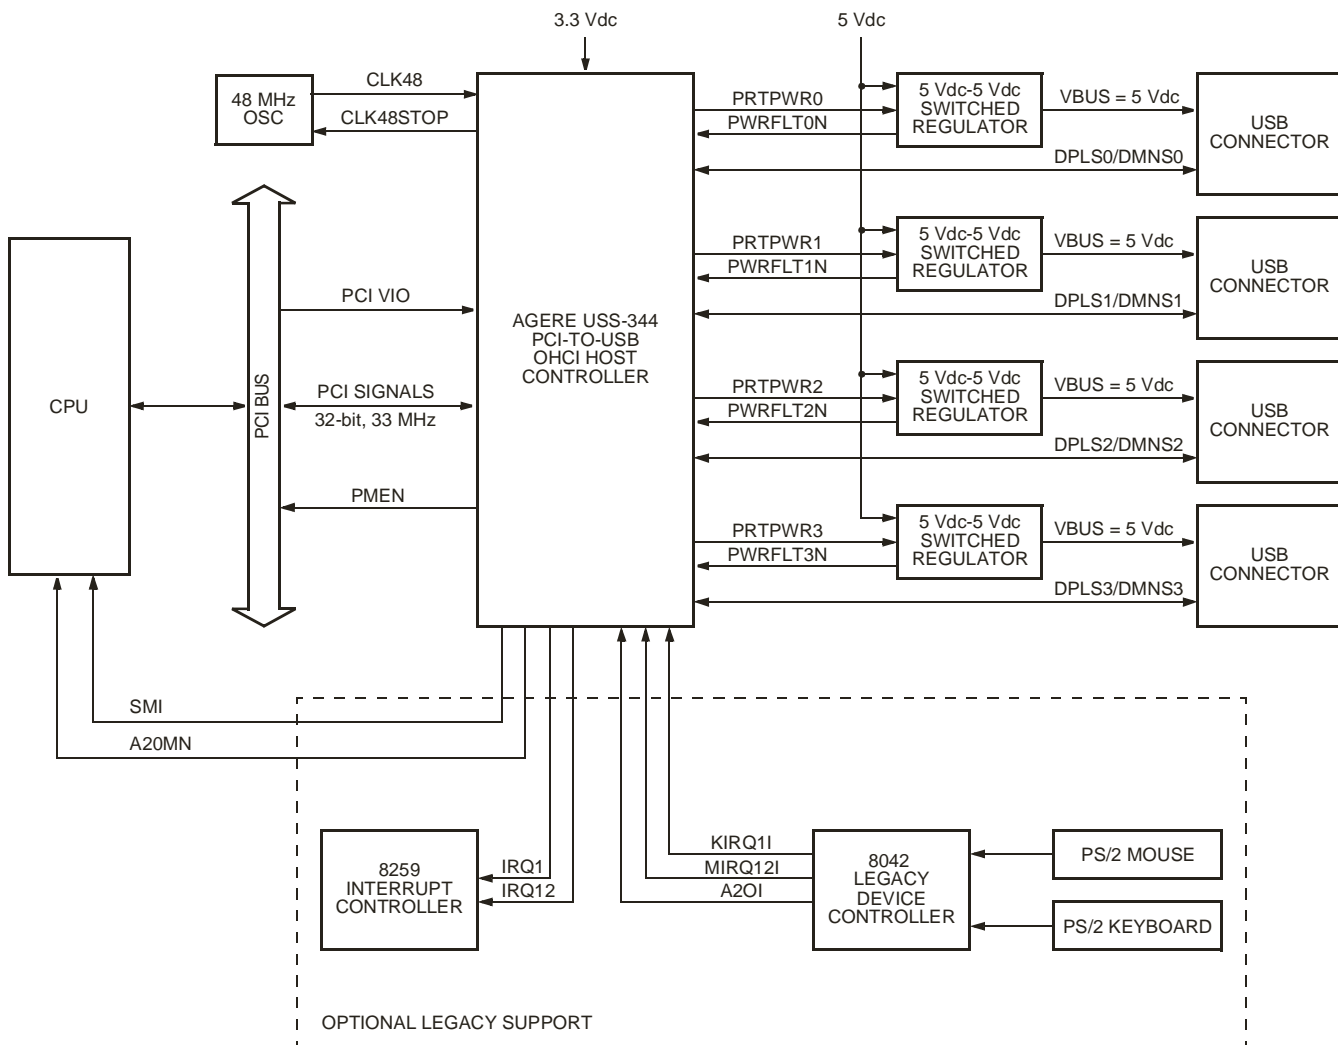 3.3 Vdc
5 Vdc
48 MHz
OSC
CLK48
CLK48STOP
PRTPWR0
PWRFLT0N
5 Vdc-5 Vdc
SWITCHED
REGULATOR
VBUS = 5 Vdc
DPLS0/DMNS0
USB
CONNECTOR
PRTPWR1
PWRFLT1N
5 Vdc-5 Vdc
SWITCHED
REGULATOR
VBUS = 5 Vdc
DPLS1/DMNS1
USB
CONNECTOR
CPU
PCI BUS
PCI VIO
PCI SIGNALS
32-bit, 33 MHz
PMEN
AGERE USS-344
PCI-TO-USB
OHCI HOST
CONTROLLER
PRTPWR2
PWRFLT2N
5 Vdc-5 Vdc
SWITCHED
REGULATOR
VBUS = 5 Vdc
DPLS2/DMNS2
USB
CONNECTOR
PRTPWR3
PWRFLT3N
5 Vdc-5 Vdc
SWITCHED
REGULATOR
VBUS = 5 Vdc
DPLS3/DMNS3
USB
CONNECTOR
SMI
A20MN
8259
INTERRUPT
CONTROLLER
IRQ1
IRQ12
KIRQ1I
MIRQ12I
A2OI
8042
LEGACY
DEVICE
CONTROLLER
PS/2 MOUSE
PS/2 KEYBOARD
OPTIONAL LEGACY SUPPORT